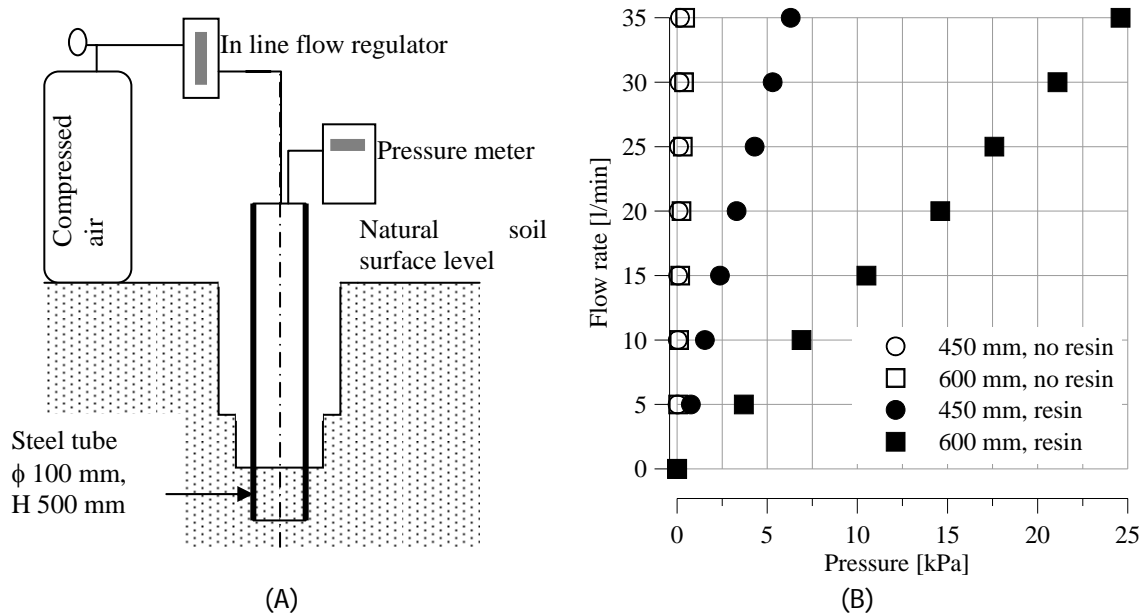 In line flow regulator
Pressure meter
Compressed
air
Natural soil
surface level
Steel tube
ϕ 100 mm,
H 500 mm
(A)
Flow rate [l/min]
35
30
25
20
15
10
5
0
450 mm, no resin
600 mm, no resin
450 mm, resin
600 mm, resin
0 5 10 15 20 25
Pressure [kPa]
(B)